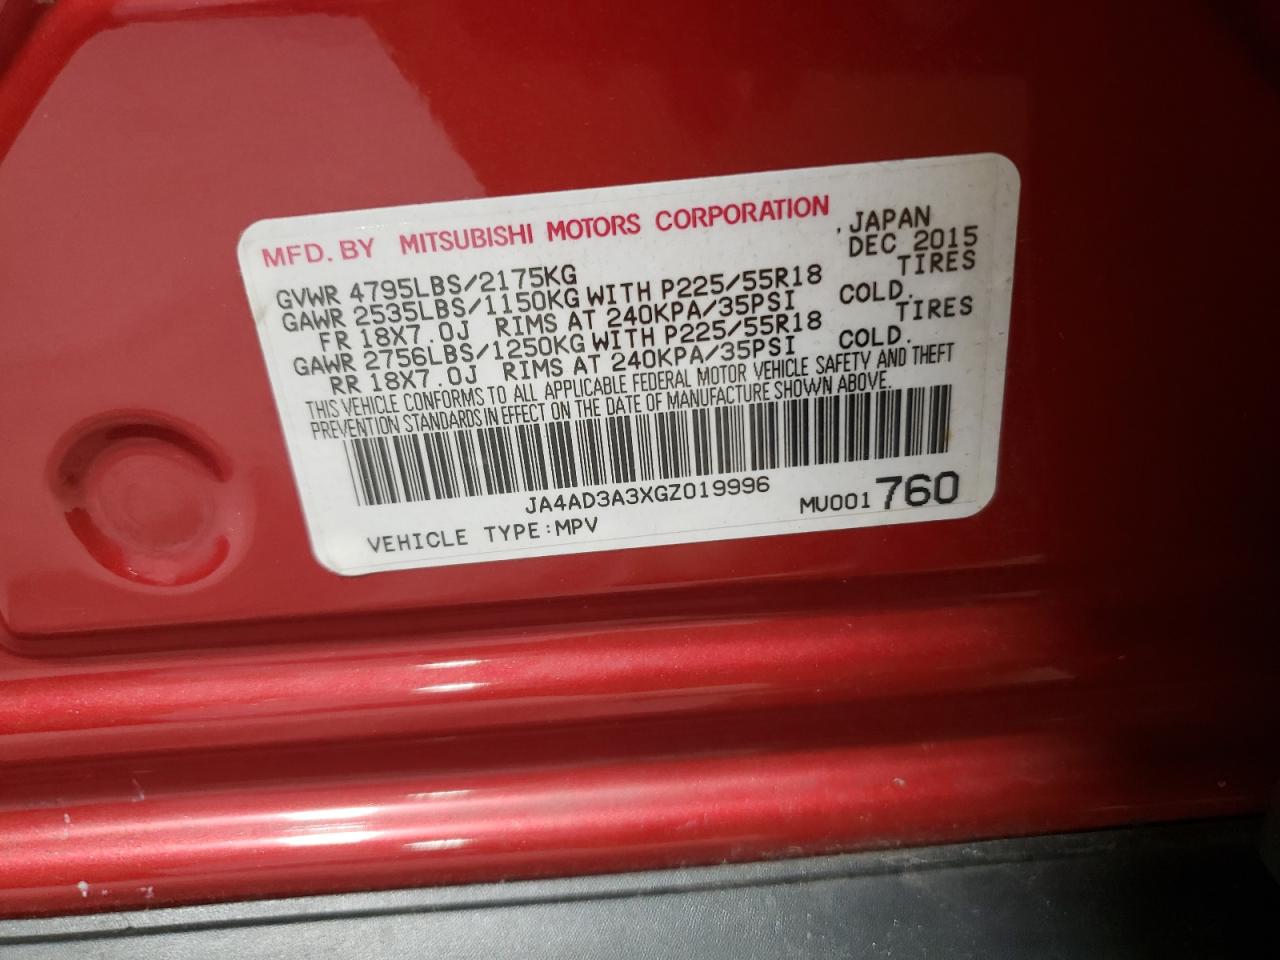 MFD. BY MITSUBISHI MOTORS CORPORATION , JAPAN
GVWR 4795LBS/2175KG DEC 2015
GAWR 2535LBS/1150KG WITH P225/55R18 TIRES
FR 18X7.0J RIMS AT 240KPA/35PSI COLD.
GAWR 2756LBS/1250KG WITH P225/55R18 TIRES
RR 18X7.0J RIMS AT 240KPA/35PSI COLD.
THIS VEHICLE CONFORMS TO ALL APPLICABLE FEDERAL MOTOR VEHICLE SAFETY AND THEFT
PREVENTION STANDARDS IN EFFECT ON THE DATE OF MANUFACTURE SHOWN ABOVE.
JA4AD3A3XGZ019996
VEHICLE TYPE:MPV MU001760